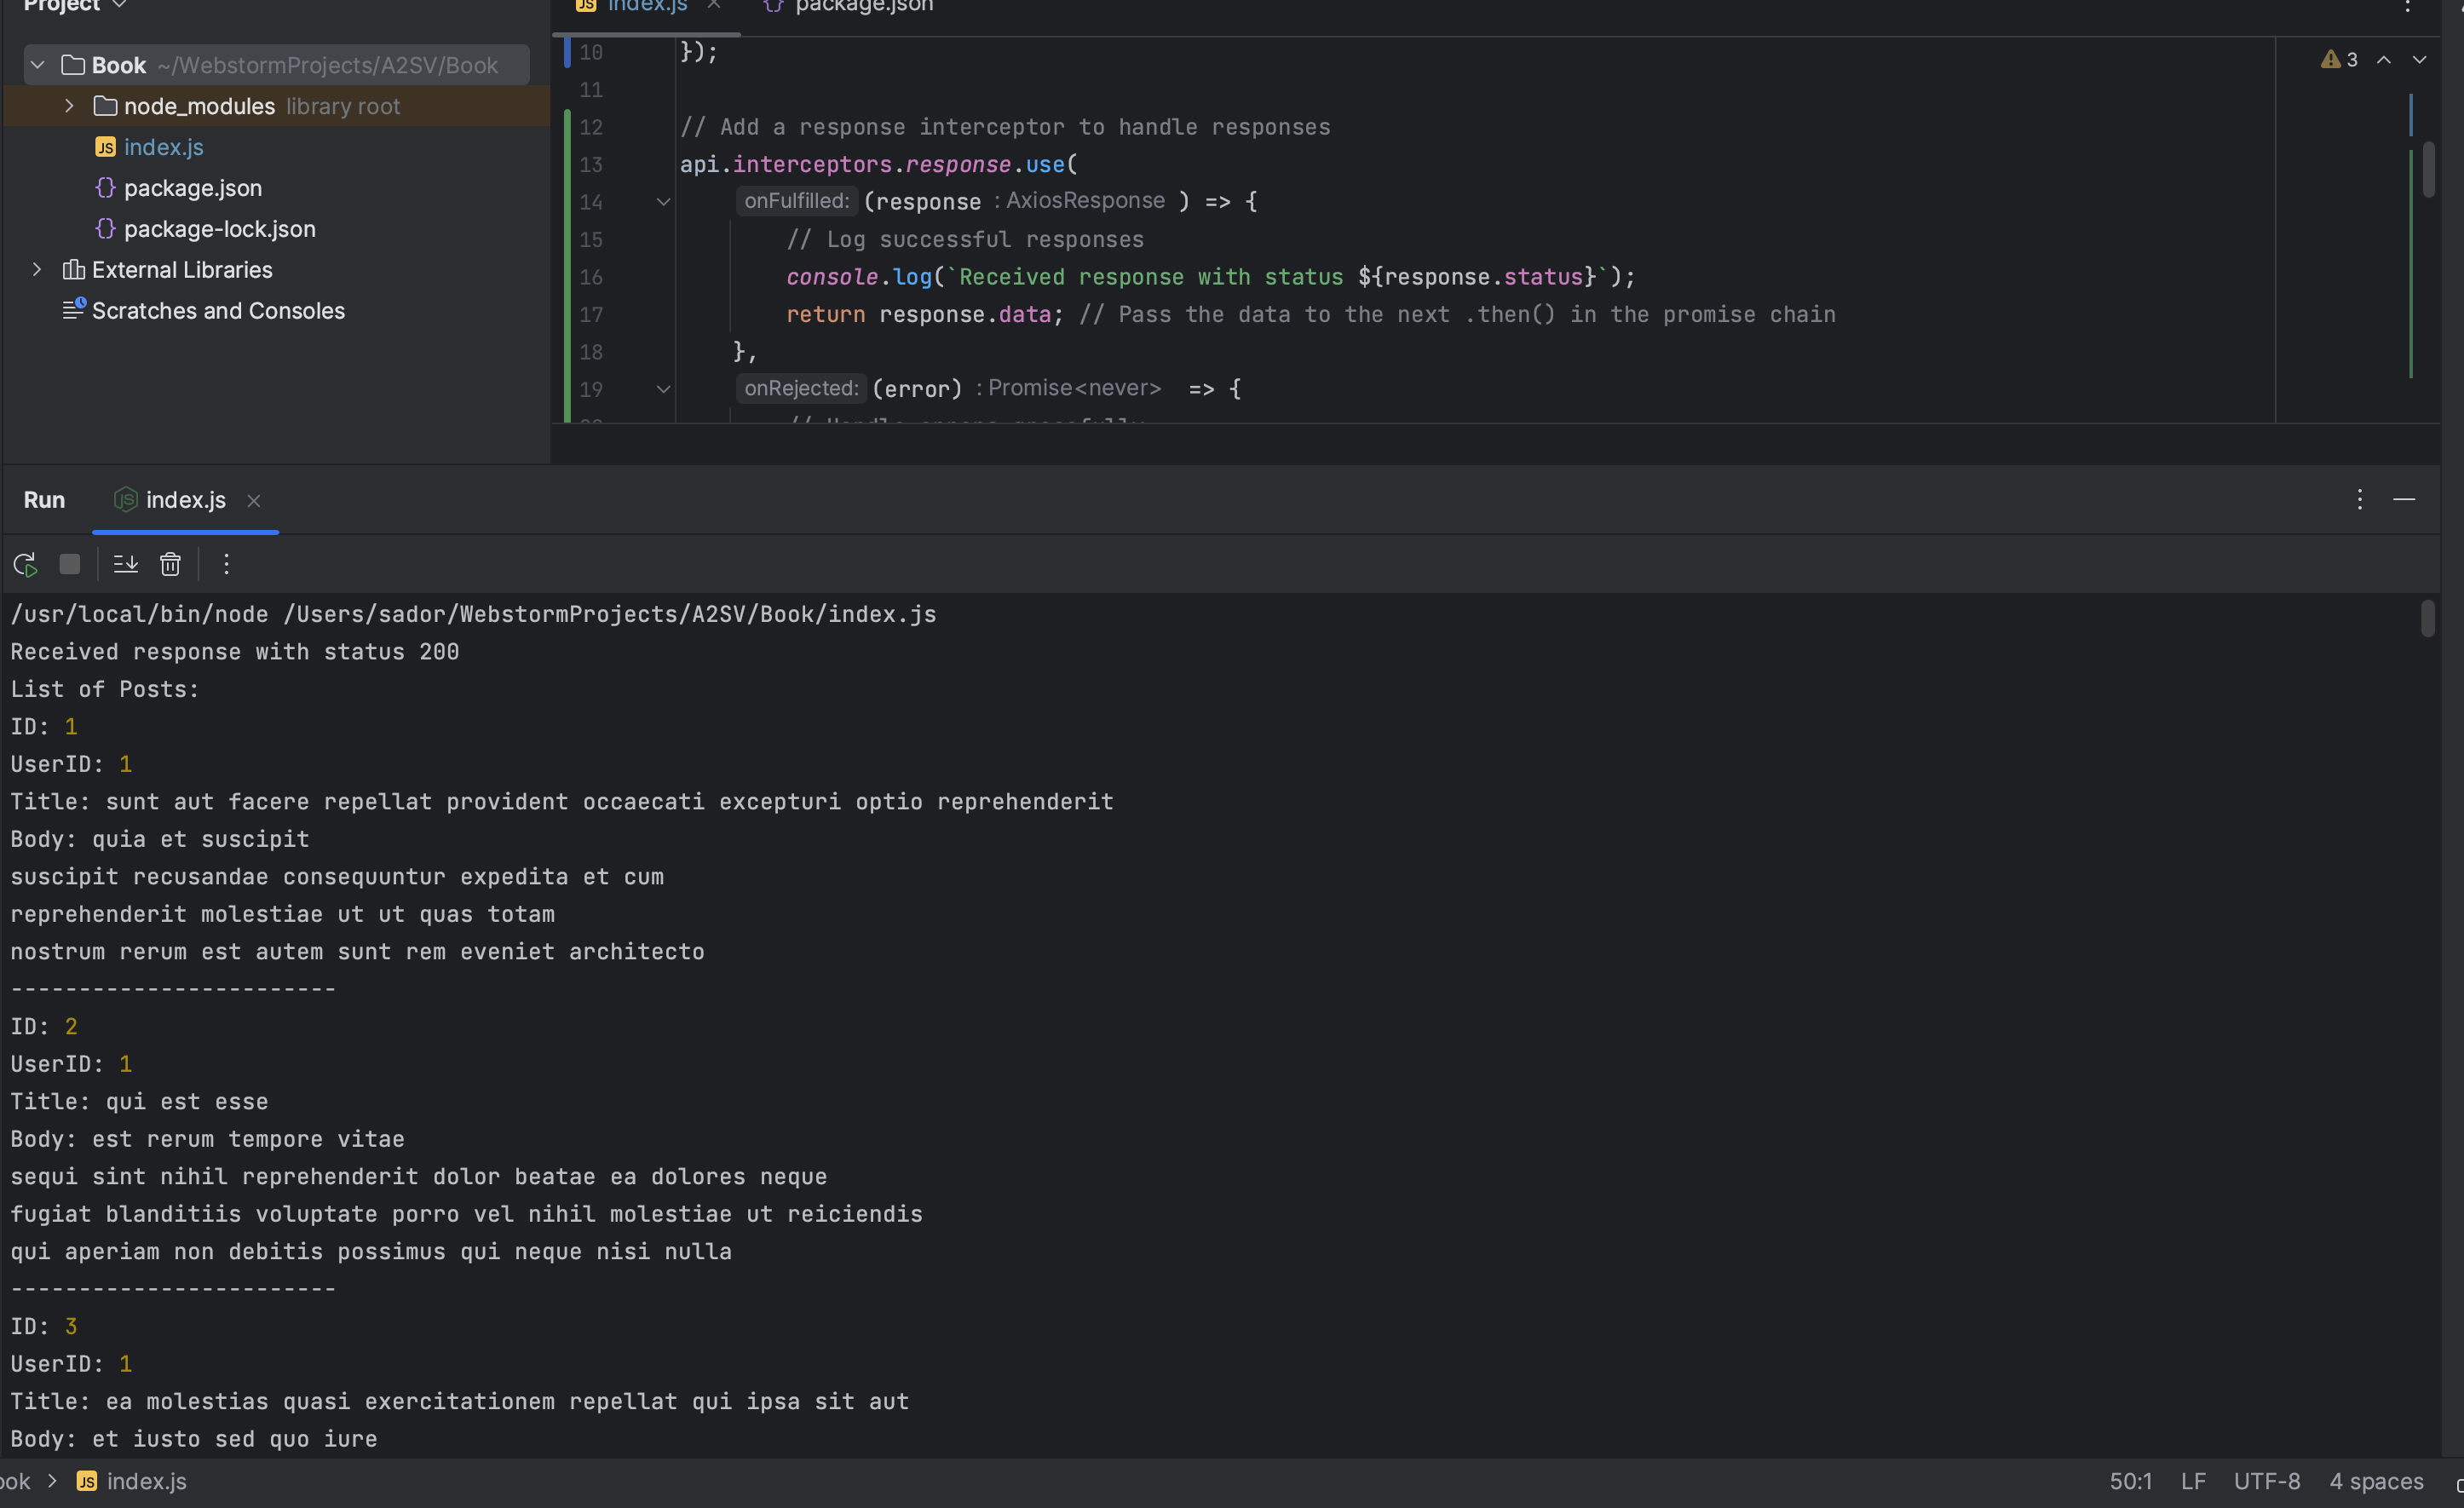 Project
Book ~/WebstormProjects/A2SV/Book
node_modules library root
JS index.js
{} package.json
{} package-lock.json
External Libraries
Scratches and Consoles
JS index.js × {} package.json
3
10 });
11
12 // Add a response interceptor to handle responses
13 api.interceptors.response.use(
14 onFulfilled: (response : AxiosResponse ) => {
15 // Log successful responses
16 console.log(`Received response with status ${response.status}`);
17 return response.data; // Pass the data to the next .then() in the promise chain
18 },
19 onRejected: (error) : Promise<never> => {
20 // Handle errors gracefully
Run JS index.js ×
/usr/local/bin/node /Users/sador/WebstormProjects/A2SV/Book/index.js
Received response with status 200
List of Posts:
ID: 1
UserID: 1
Title: sunt aut facere repellat provident occaecati excepturi optio reprehenderit
Body: quia et suscipit
suscipit recusandae consequuntur expedita et cum
reprehenderit molestiae ut ut quas totam
nostrum rerum est autem sunt rem eveniet architecto
------------------------
ID: 2
UserID: 1
Title: qui est esse
Body: est rerum tempore vitae
sequi sint nihil reprehenderit dolor beatae ea dolores neque
fugiat blanditiis voluptate porro vel nihil molestiae ut reiciendis
qui aperiam non debitis possimus qui neque nisi nulla
------------------------
ID: 3
UserID: 1
Title: ea molestias quasi exercitationem repellat qui ipsa sit aut
Body: et iusto sed quo iure
ook > JS index.js 50:1 LF UTF-8 4 spaces